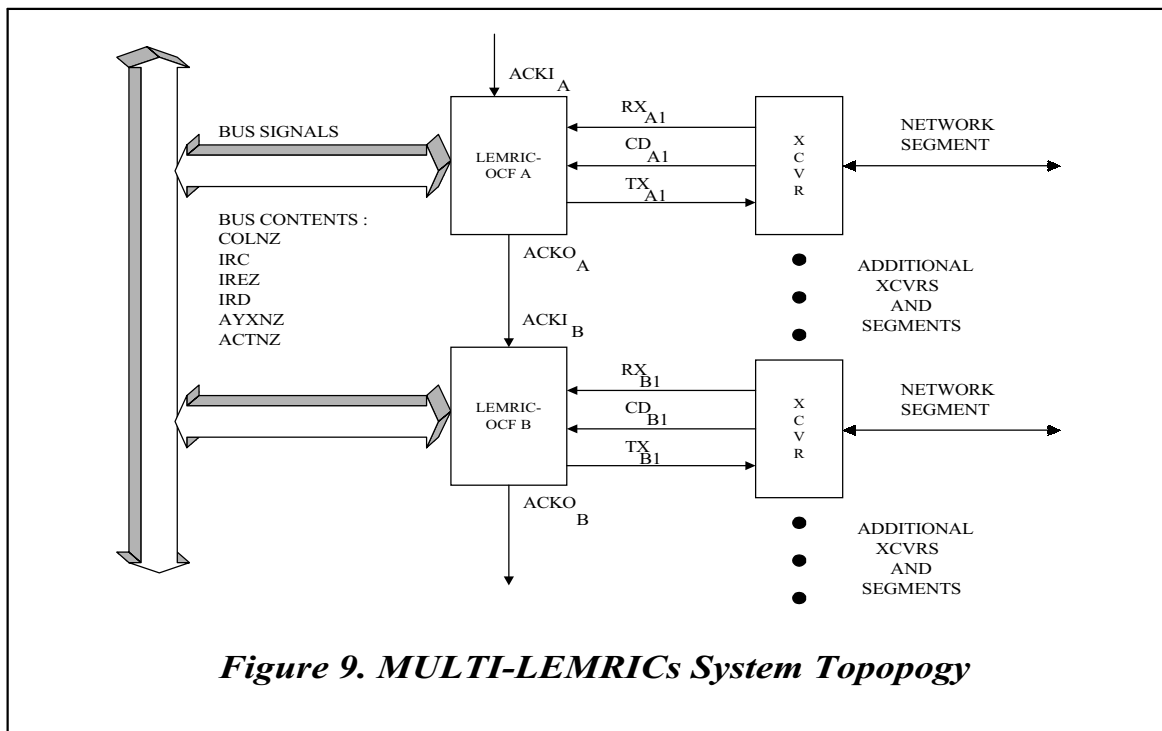 ACKI A
BUS SIGNALS
LEMRIC-
OCF A
RX A1
CD A1
TX A1
X
C
V
R
NETWORK
SEGMENT
BUS CONTENTS :
COLNZ
IRC
IREZ
IRD
AYXNZ
ACTNZ
ACKO A
ADDITIONAL
XCVRS
AND
SEGMENTS
ACKI B
LEMRIC-
OCF B
RX B1
CD B1
TX B1
X
C
V
R
NETWORK
SEGMENT
ACKO B
ADDITIONAL
XCVRS
AND
SEGMENTS
Figure 9. MULTI-LEMRICs System Topopogy